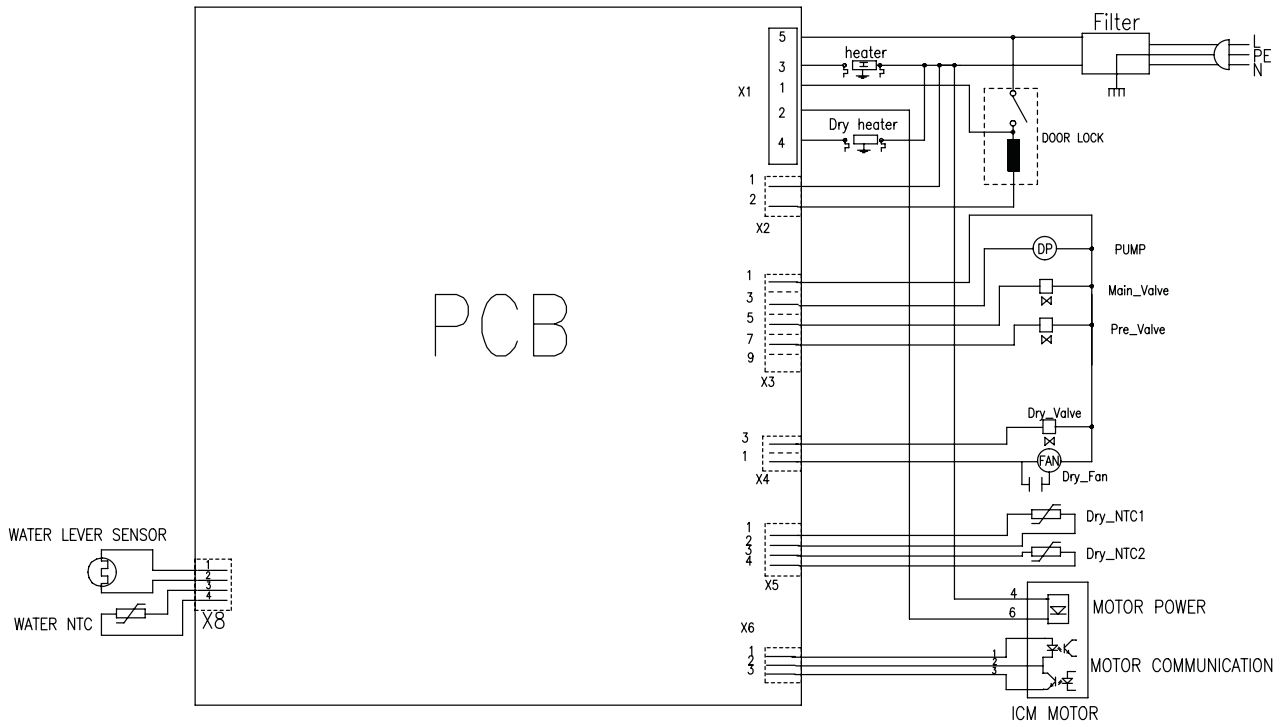 Filter
L
PE
N
5
heater
3
X1
1
2
Dry heater
4
DOOR LOCK
1
2
X2
DP
PUMP
1
Main_Valve
3
5
Pre_Valve
7
9
X3
Dry_Valve
3
1
FAN
X4
Dry_Fan
PCB
1
Dry_NTC1
2
3
Dry_NTC2
4
X5
WATER LEVER SENSOR
1
2
3
4
WATER NTC
X8
4
MOTOR POWER
6
X6
1
2
3
1
2
3
MOTOR COMMUNICATION
ICM MOTOR